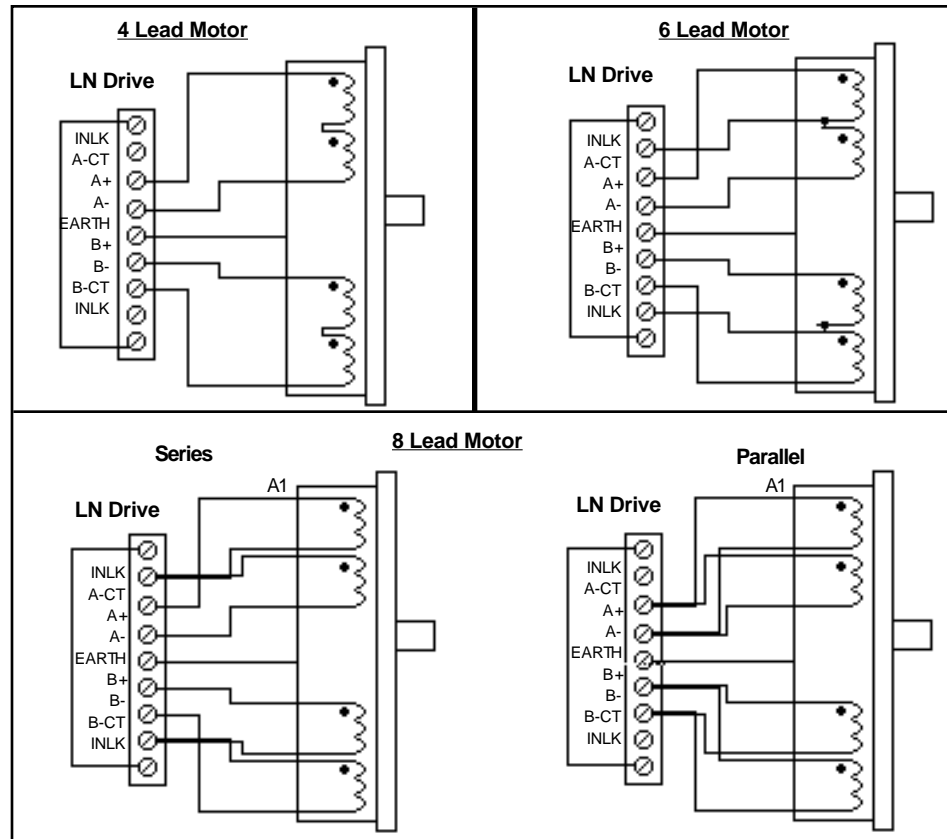 4 Lead Motor
LN Drive
INLK
A-CT
A+
A-
EARTH
B+
B-
B-CT
INLK
6 Lead Motor
LN Drive
INLK
A-CT
A+
A-
EARTH
B+
B-
B-CT
INLK
8 Lead Motor
Series
A1
LN Drive
INLK
A-CT
A+
A-
EARTH
B+
B-
B-CT
INLK
Parallel
A1
LN Drive
INLK
A-CT
A+
A-
EARTH
B+
B-
B-CT
INLK